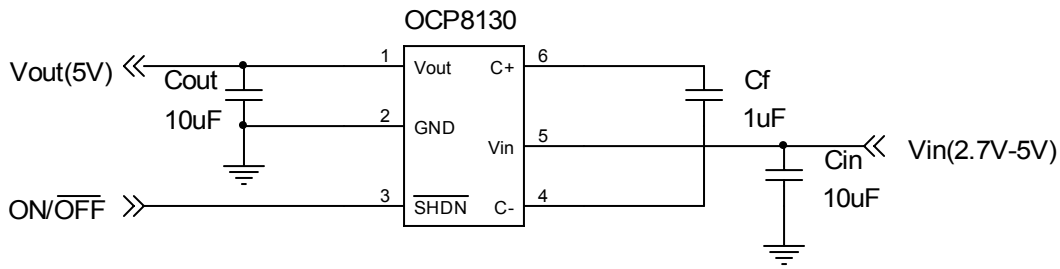 OCP8130
1
6
Vout(5V)
Vout
C+
Cout
10uF
Cf
1uF
2
GND
5
Vin
Vin(2.7V-5V)
Cin
10uF
ON/OFF
3
SHDN
C-
4